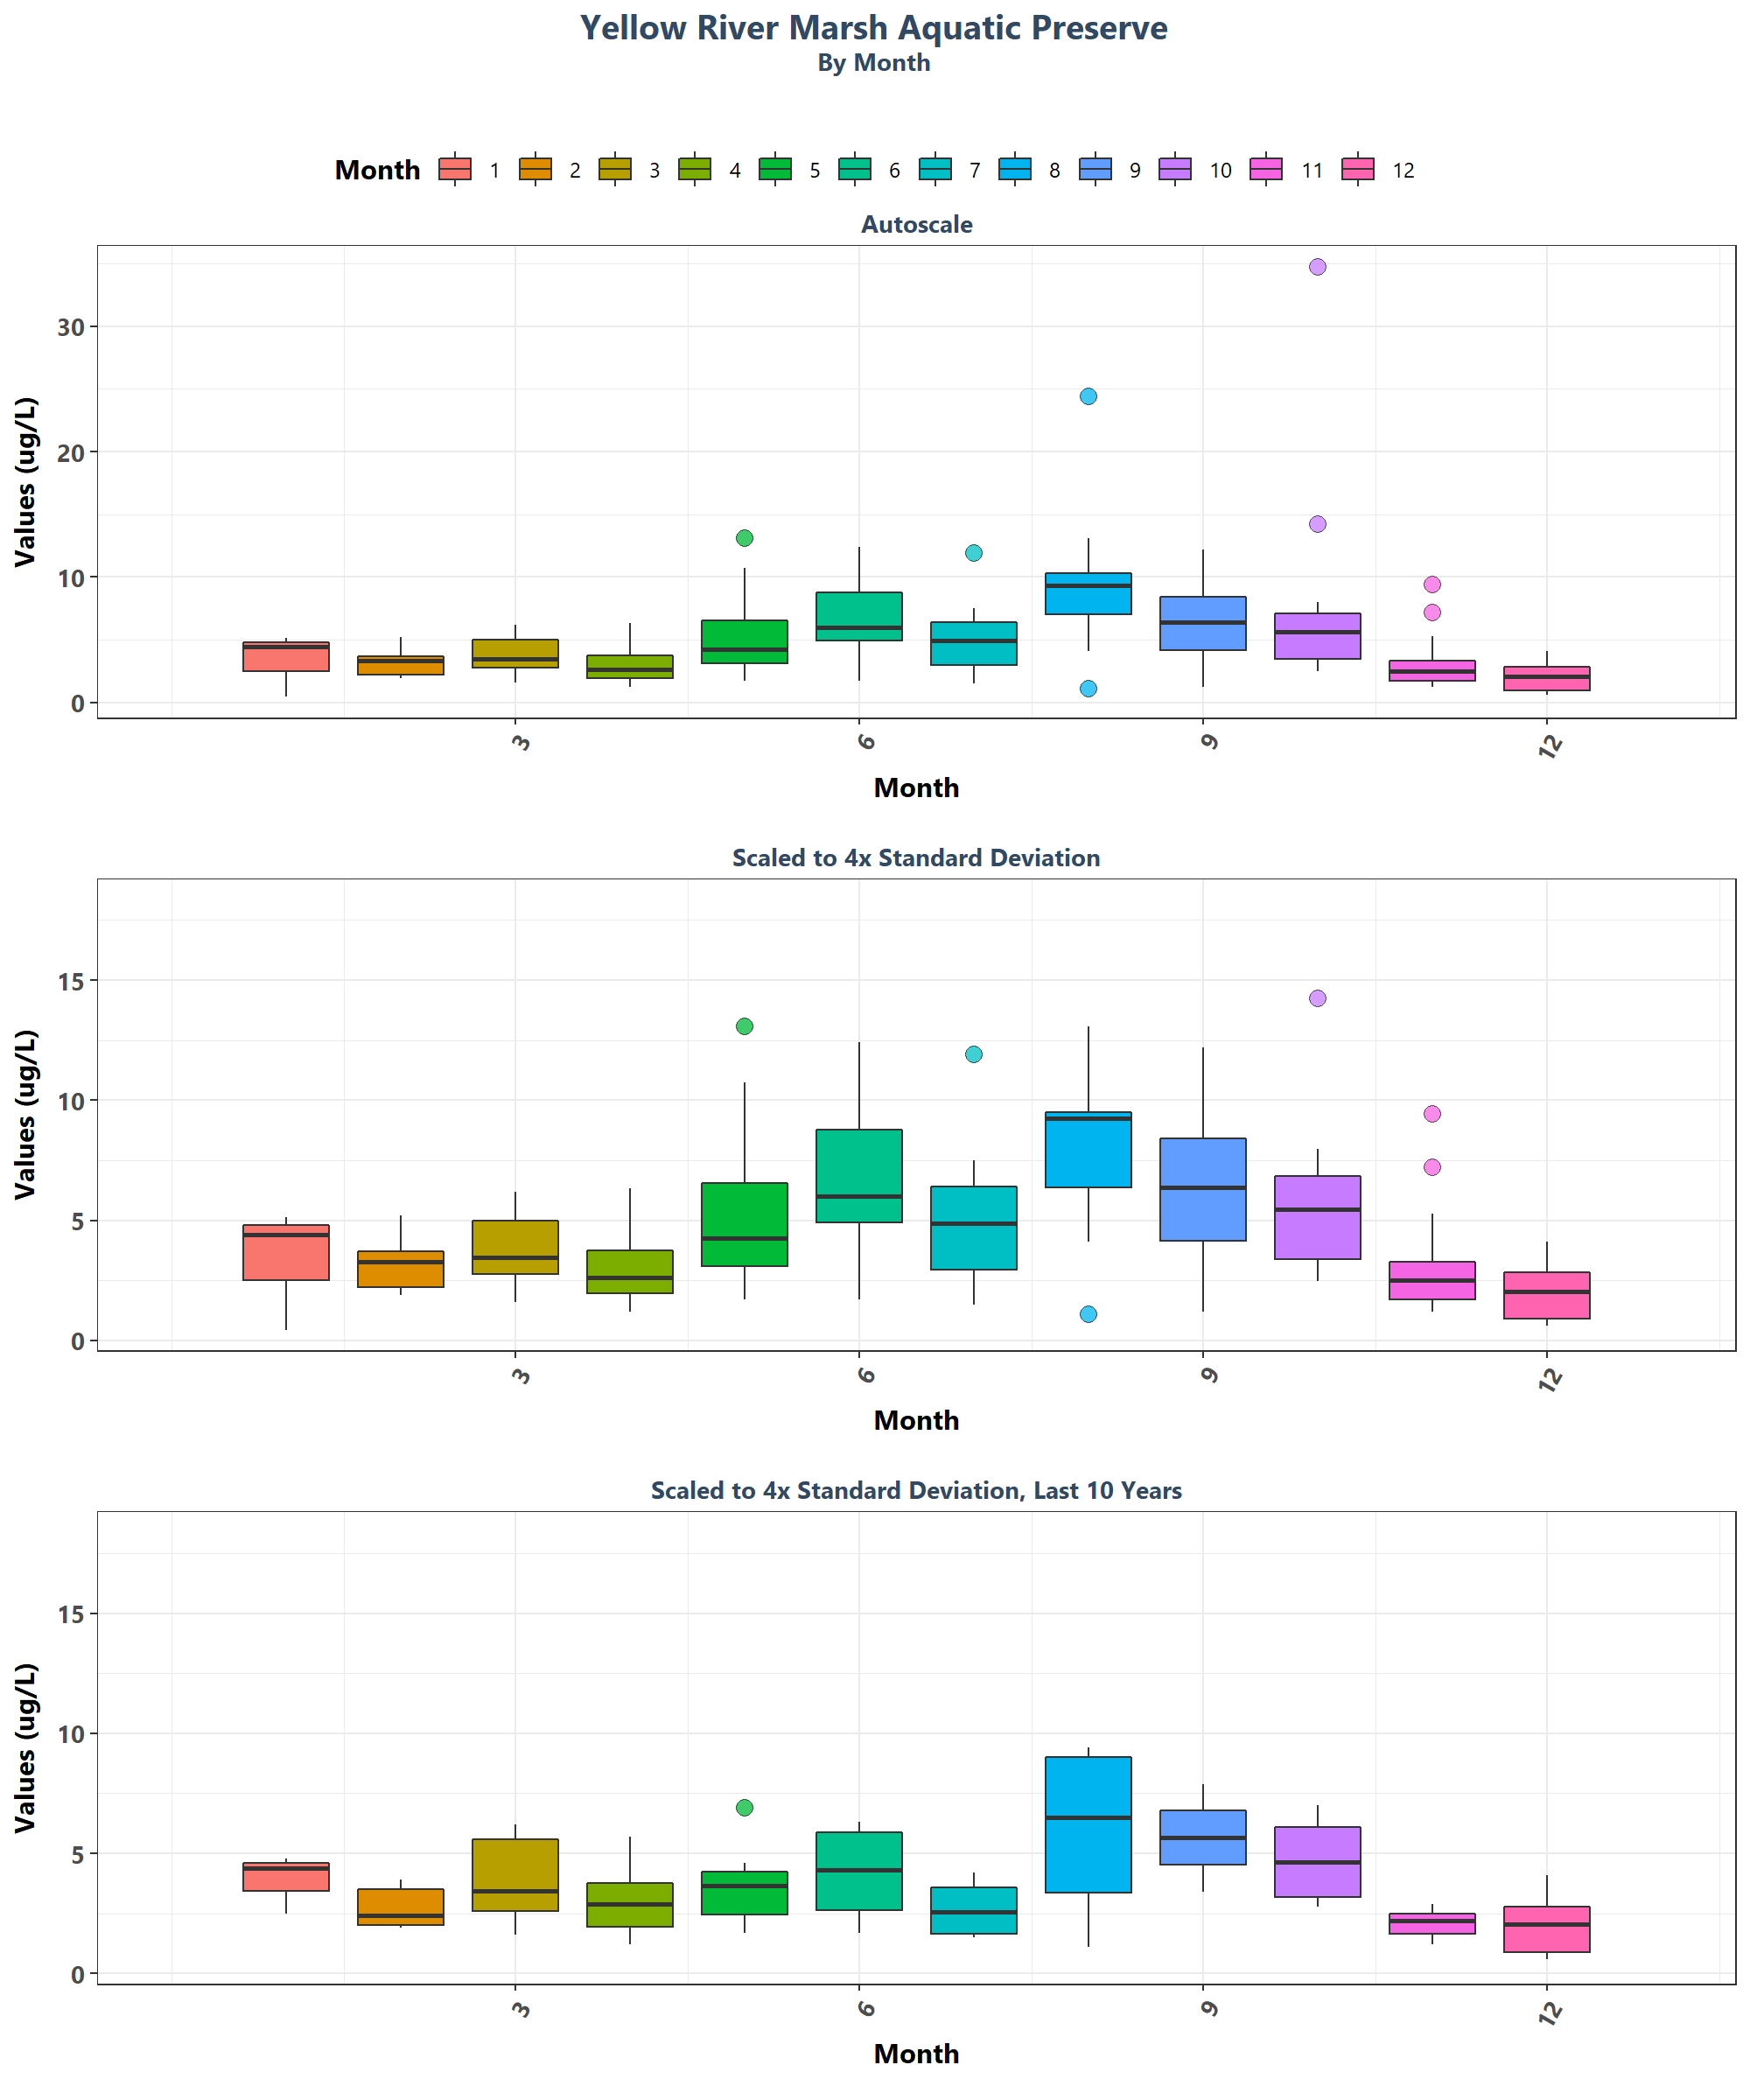 Yellow River Marsh Aquatic Preserve
By Month
Month 1 2 3 4 5 6 7 8 9 10 11 12
Autoscale
Values (ug/L)
30
20
10
0
3 6 9 12
Month
Scaled to 4x Standard Deviation
Values (ug/L)
15
10
5
0
3 6 9 12
Month
Scaled to 4x Standard Deviation, Last 10 Years
Values (ug/L)
15
10
5
0
3 6 9 12
Month